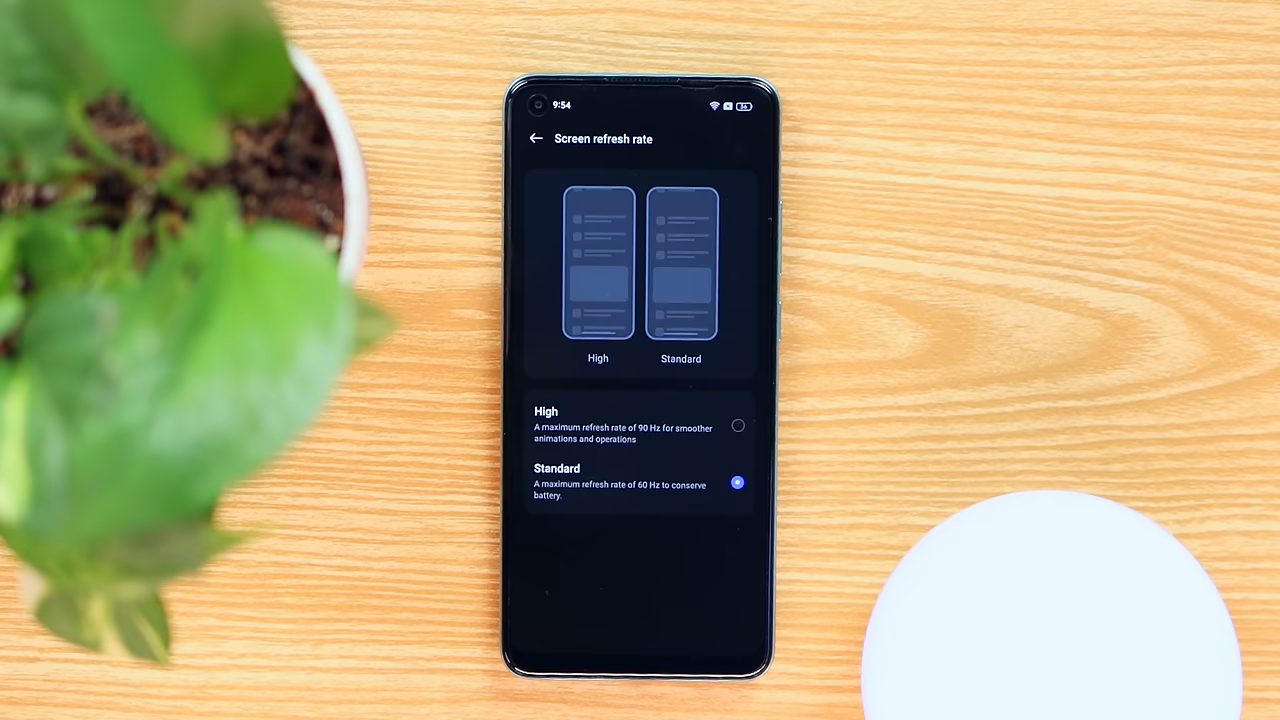 9:54
Screen refresh rate
High
Standard
High
A maximum refresh rate of 90 Hz for smoother
animations and operations
Standard
A maximum refresh rate of 60 Hz to conserve
battery.